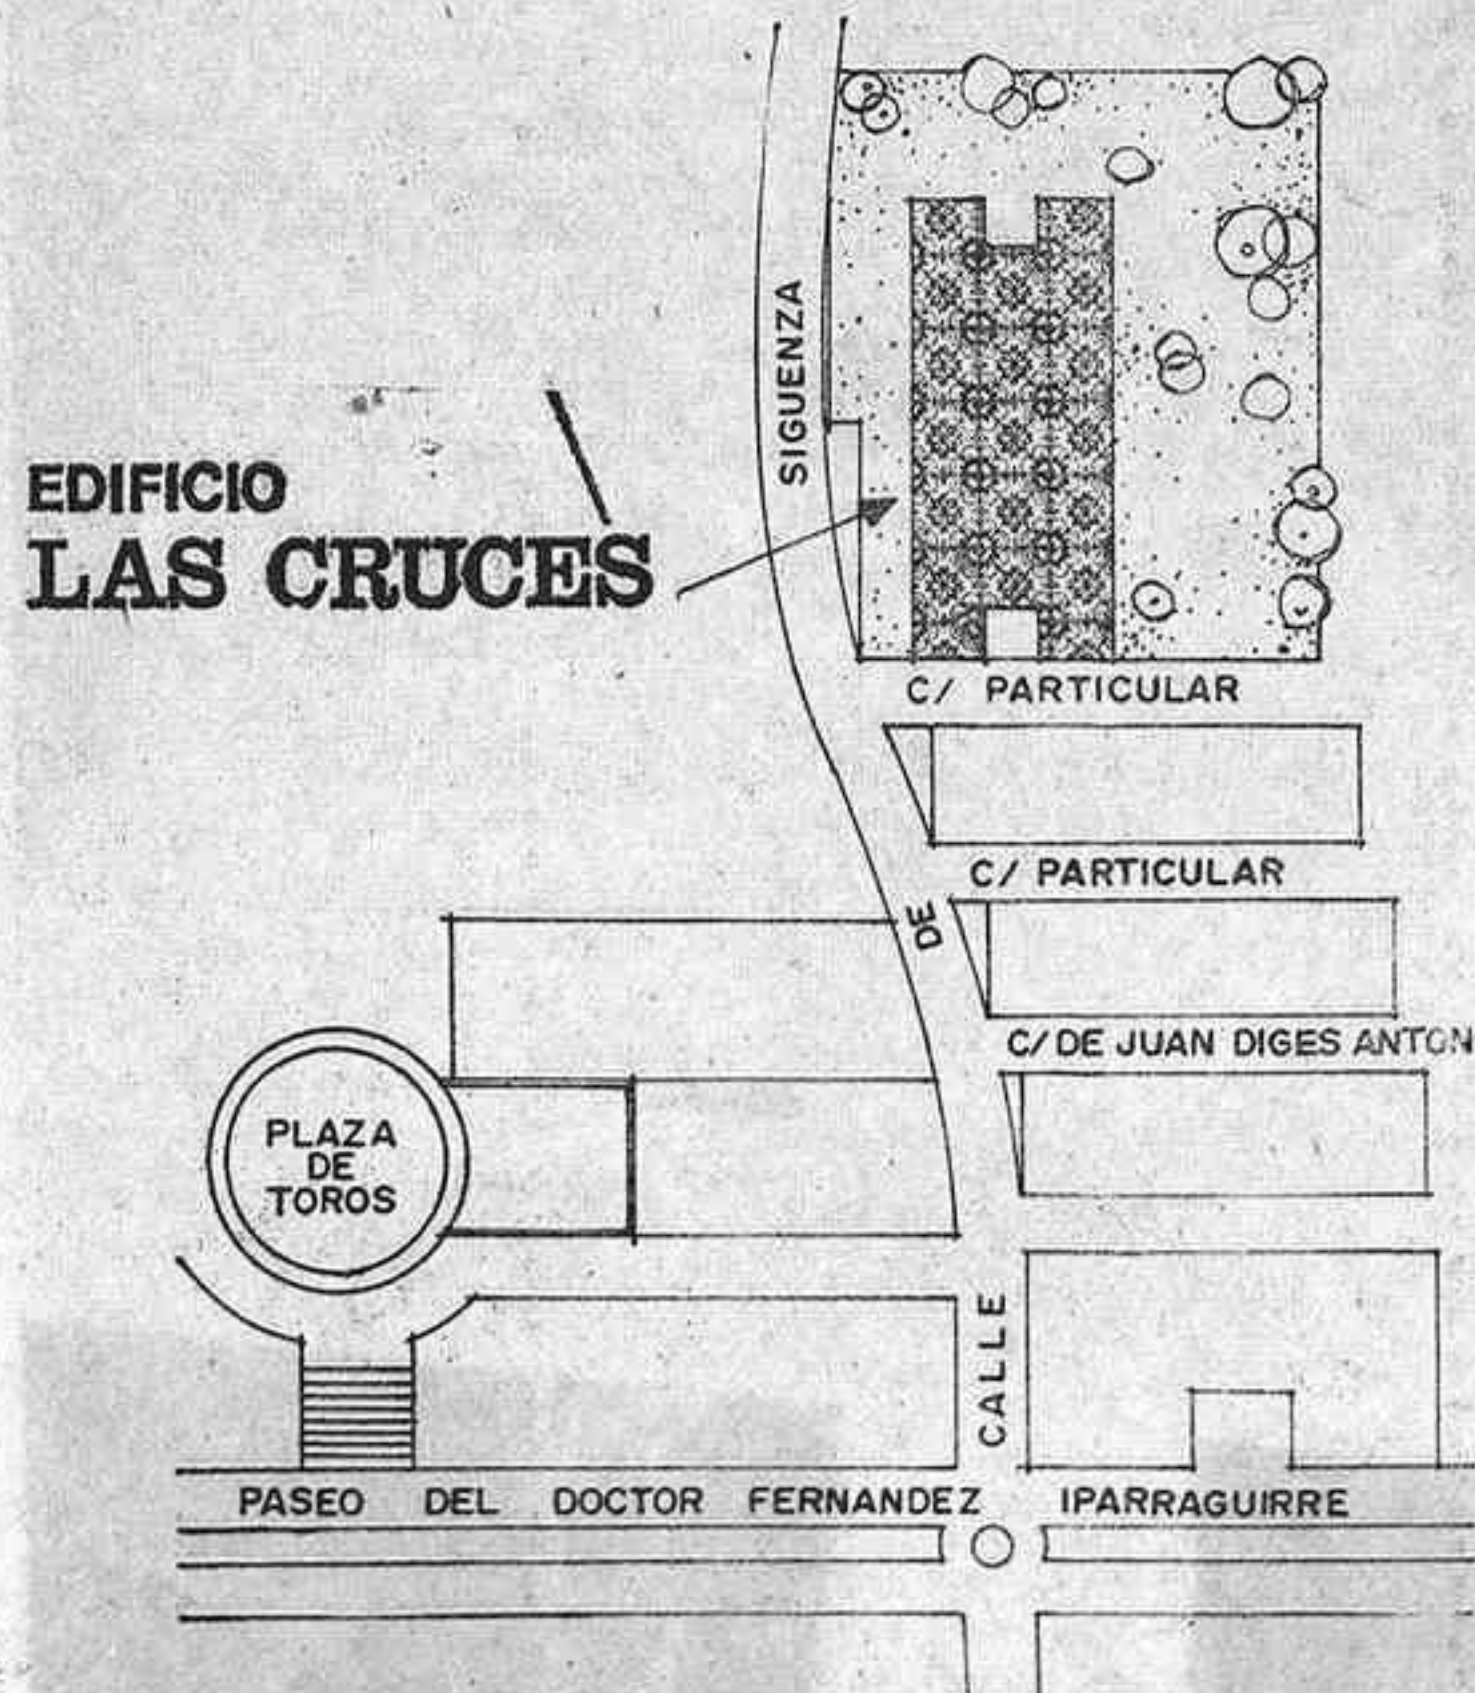 SIGUENZA
EDIFICIO
LAS CRUCES
C/ PARTICULAR
C/ PARTICULAR
DE
C/ DE JUAN DIGES ANTON
PLAZA
DE
TOROS
CALLE
PASEO DEL DOCTOR FERNANDEZ IPARRAGUIRRE